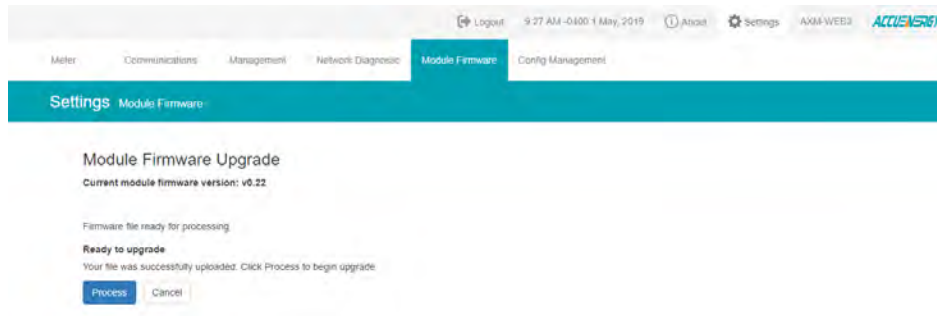 Logout 9:27 AM -0400 1 May, 2019 About Settings AXM-WEB2 ACCUENERGY
Meter Communications Management Network Diagnostic Module Firmware Config Management
Settings Module Firmware
Module Firmware Upgrade
Current module firmware version: v0.22
Firmware file ready for processing
Ready to upgrade
Your file was successfully uploaded. Click Process to begin upgrade
Process Cancel